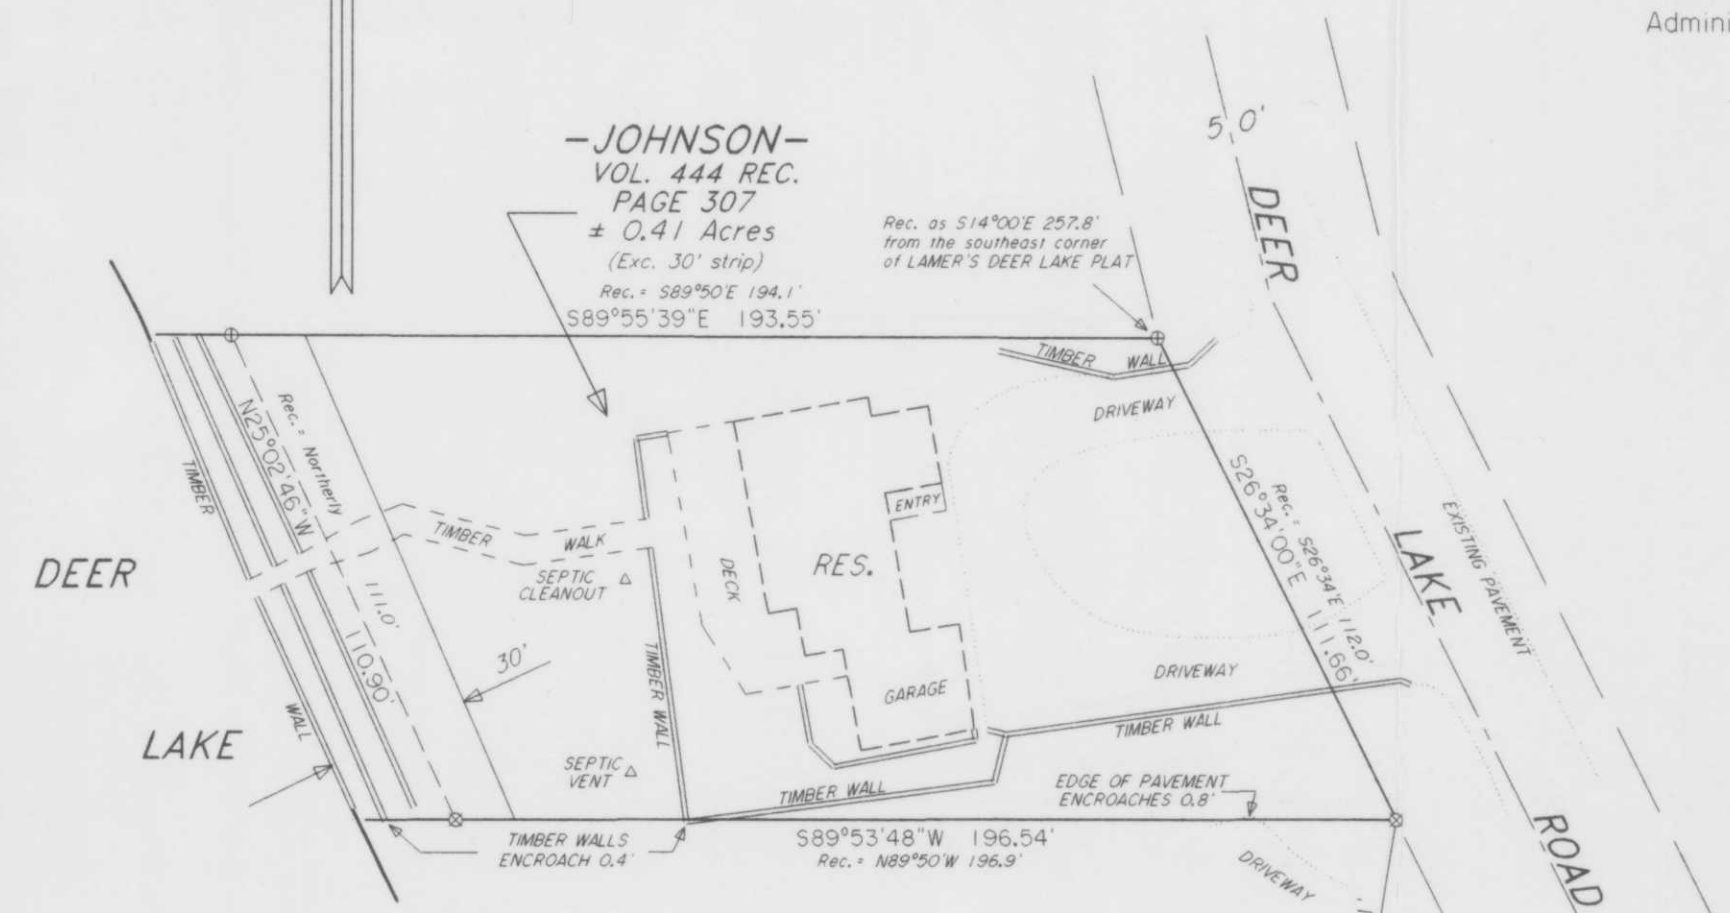 Admini
-JOHNSON-
VOL. 444 REC.
PAGE 307
± 0.41 Acres
(Exc. 30' strip)
Rec. = S89°50'E 194.1'
S89°55'39"E 193.55'
Rec. as S14°00'E 257.8'
from the southeast corner
of LAMER'S DEER LAKE PLAT
5.0'
DEER
LAKE
ROAD
EXISTING PAVEMENT
TIMBER WALL
DRIVEWAY
Rec. = S26°34'E 112.0'
S26°34'00"E 111.66'
Rec. = Northerly 111.0'
N25°02'46"W 110.90'
TIMBER
WALL
DEER
LAKE
TIMBER WALK
SEPTIC
CLEANOUT
DECK
RES.
ENTRY
GARAGE
30'
TIMBER WALL
DRIVEWAY
TIMBER WALL
SEPTIC
VENT
TIMBER WALL
EDGE OF PAVEMENT
ENCROACHES 0.8'
TIMBER WALLS
ENCROACH 0.4'
S89°53'48"W 196.54'
Rec. = N89°50'W 196.9'
DRIVEWAY